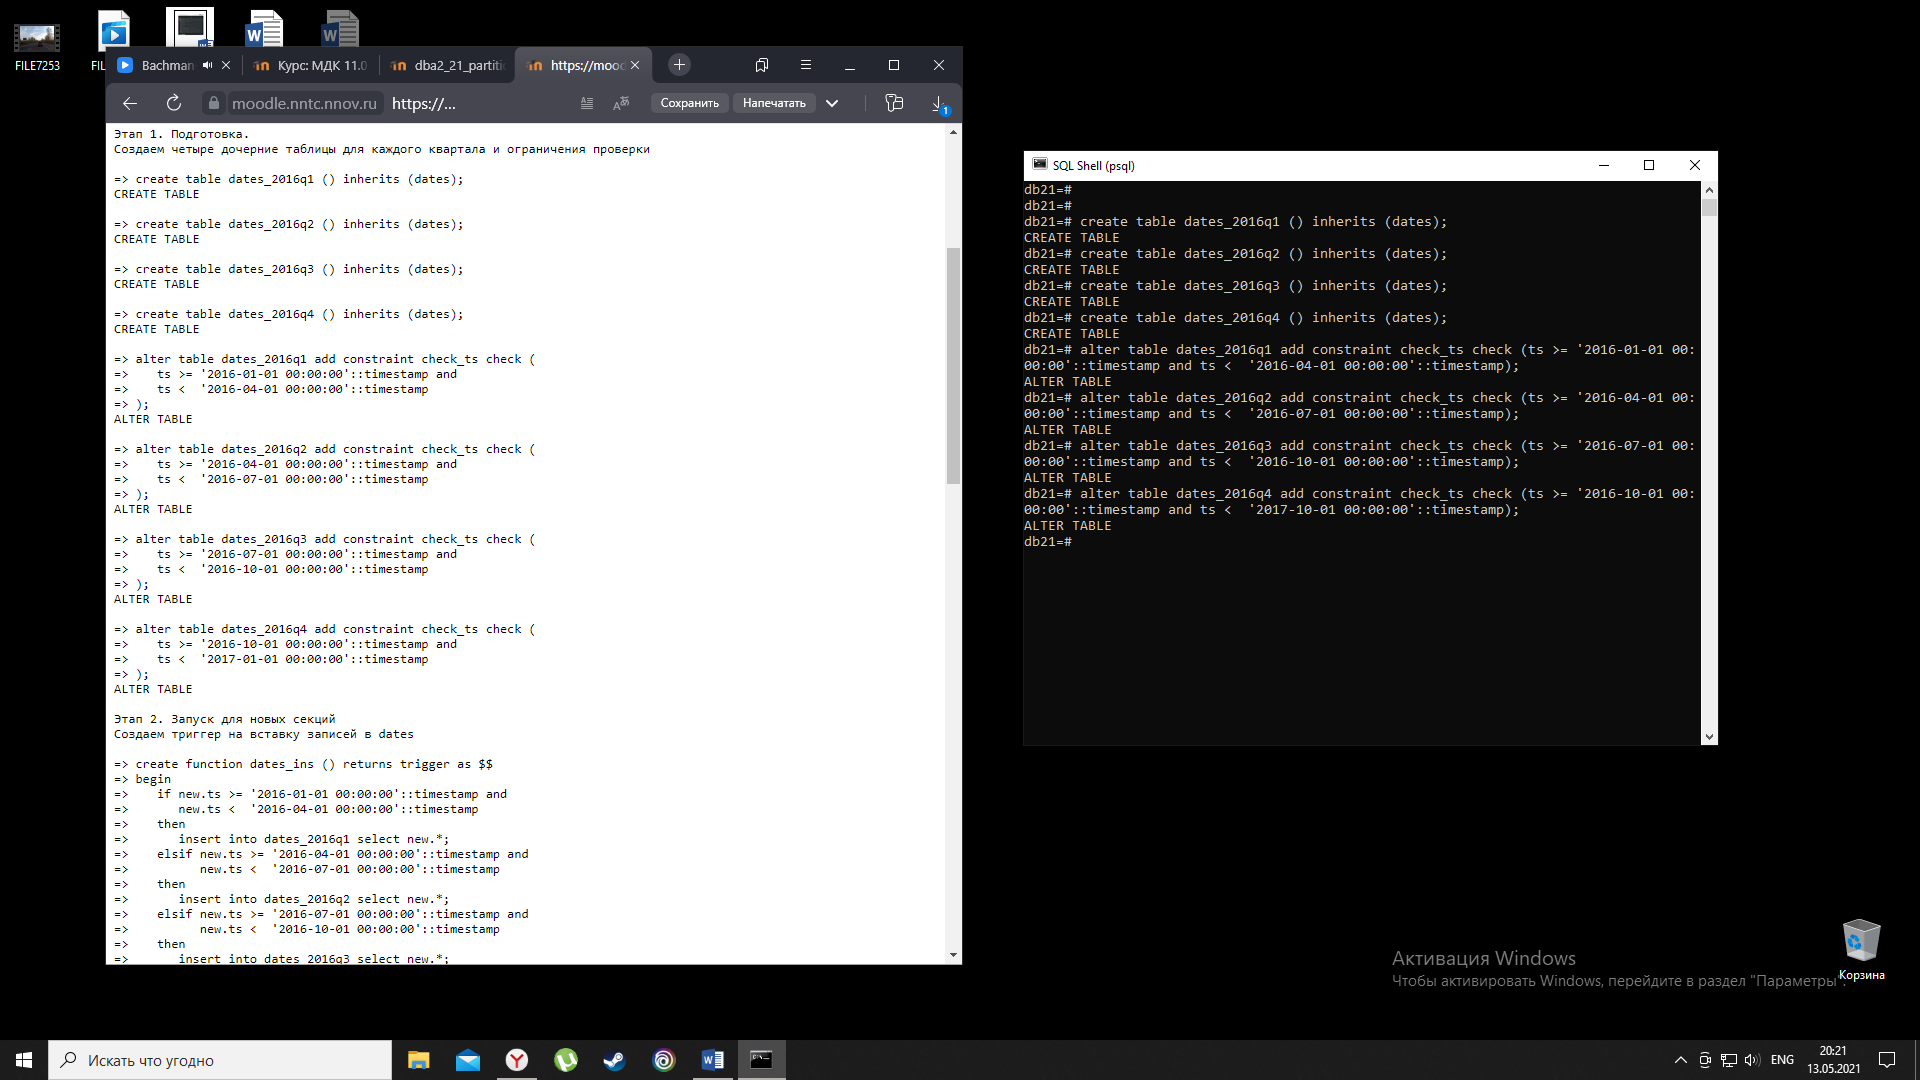 FILE7253
FIL
Bachman
Курс: МДК 11.0
dba2_21_partiti
https://mood
moodle.nntc.nnov.ru
https://...
Сохранить
Напечатать
1
Этап 1. Подготовка.
Создаем четыре дочерние таблицы для каждого квартала и ограничения проверки
=> create table dates_2016q1 () inherits (dates);
CREATE TABLE
=> create table dates_2016q2 () inherits (dates);
CREATE TABLE
=> create table dates_2016q3 () inherits (dates);
CREATE TABLE
=> create table dates_2016q4 () inherits (dates);
CREATE TABLE
=> alter table dates_2016q1 add constraint check_ts check (
=>    ts >= '2016-01-01 00:00:00'::timestamp and
=>    ts <  '2016-04-01 00:00:00'::timestamp
=> );
ALTER TABLE
=> alter table dates_2016q2 add constraint check_ts check (
=>    ts >= '2016-04-01 00:00:00'::timestamp and
=>    ts <  '2016-07-01 00:00:00'::timestamp
=> );
ALTER TABLE
=> alter table dates_2016q3 add constraint check_ts check (
=>    ts >= '2016-07-01 00:00:00'::timestamp and
=>    ts <  '2016-10-01 00:00:00'::timestamp
=> );
ALTER TABLE
=> alter table dates_2016q4 add constraint check_ts check (
=>    ts >= '2016-10-01 00:00:00'::timestamp and
=>    ts <  '2017-01-01 00:00:00'::timestamp
=> );
ALTER TABLE
Этап 2. Запуск для новых секций
Создаем триггер на вставку записей в dates
=> create function dates_ins () returns trigger as $$
=> begin
=>    if new.ts >= '2016-01-01 00:00:00'::timestamp and
=>       new.ts <  '2016-04-01 00:00:00'::timestamp
=>    then
=>       insert into dates_2016q1 select new.*;
=>    elsif new.ts >= '2016-04-01 00:00:00'::timestamp and
=>          new.ts <  '2016-07-01 00:00:00'::timestamp
=>    then
=>       insert into dates_2016q2 select new.*;
=>    elsif new.ts >= '2016-07-01 00:00:00'::timestamp and
=>          new.ts <  '2016-10-01 00:00:00'::timestamp
=>    then
=>       insert into dates_2016q3 select new.*;
SQL Shell (psql)
db21=#
db21=#
db21=# create table dates_2016q1 () inherits (dates);
CREATE TABLE
db21=# create table dates_2016q2 () inherits (dates);
CREATE TABLE
db21=# create table dates_2016q3 () inherits (dates);
CREATE TABLE
db21=# create table dates_2016q4 () inherits (dates);
CREATE TABLE
db21=# alter table dates_2016q1 add constraint check_ts check (ts >= '2016-01-01 00:
00:00'::timestamp and ts <  '2016-04-01 00:00:00'::timestamp);
ALTER TABLE
db21=# alter table dates_2016q2 add constraint check_ts check (ts >= '2016-04-01 00:
00:00'::timestamp and ts <  '2016-07-01 00:00:00'::timestamp);
ALTER TABLE
db21=# alter table dates_2016q3 add constraint check_ts check (ts >= '2016-07-01 00:
00:00'::timestamp and ts <  '2016-10-01 00:00:00'::timestamp);
ALTER TABLE
db21=# alter table dates_2016q4 add constraint check_ts check (ts >= '2016-10-01 00:
00:00'::timestamp and ts <  '2017-10-01 00:00:00'::timestamp);
ALTER TABLE
db21=#
Активация Windows
Чтобы активировать Windows, перейдите в раздел "Параметры".
Корзина
Искать что угодно
ENG
20:21
13.05.2021